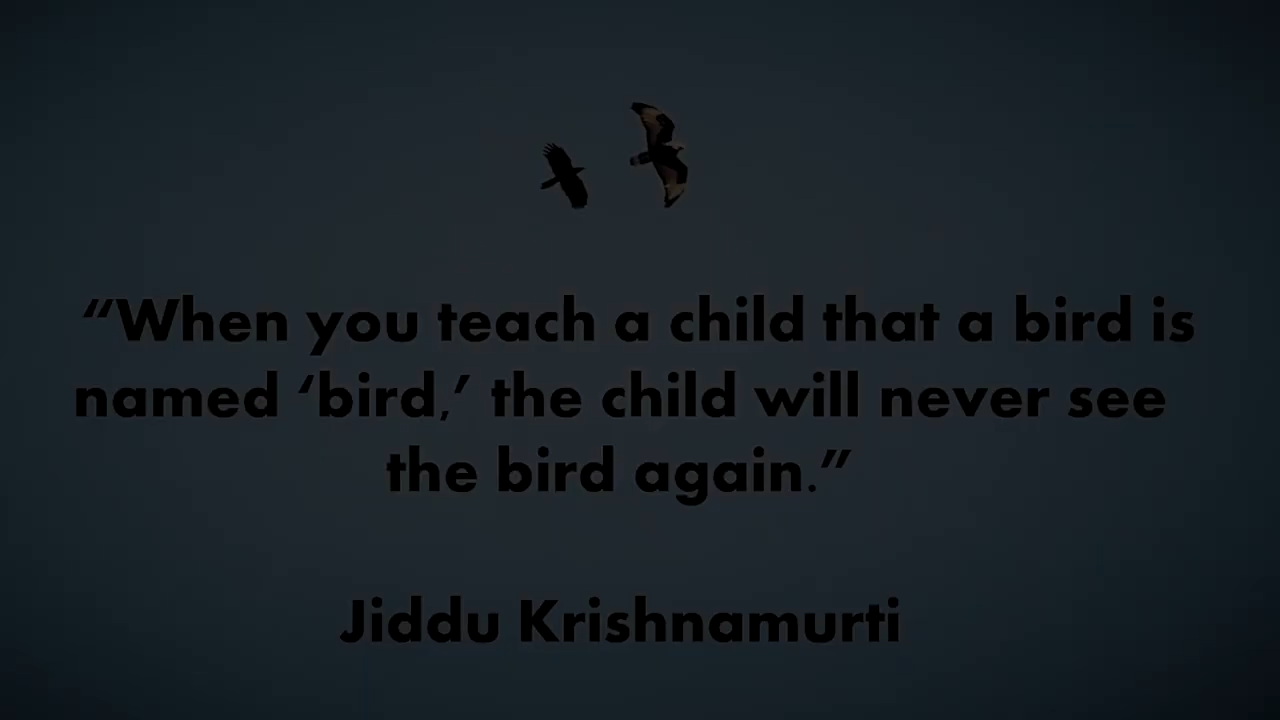 “When you teach a child that a bird is
named ‘bird,’ the child will never see
the bird again.”
Jiddu Krishnamurti